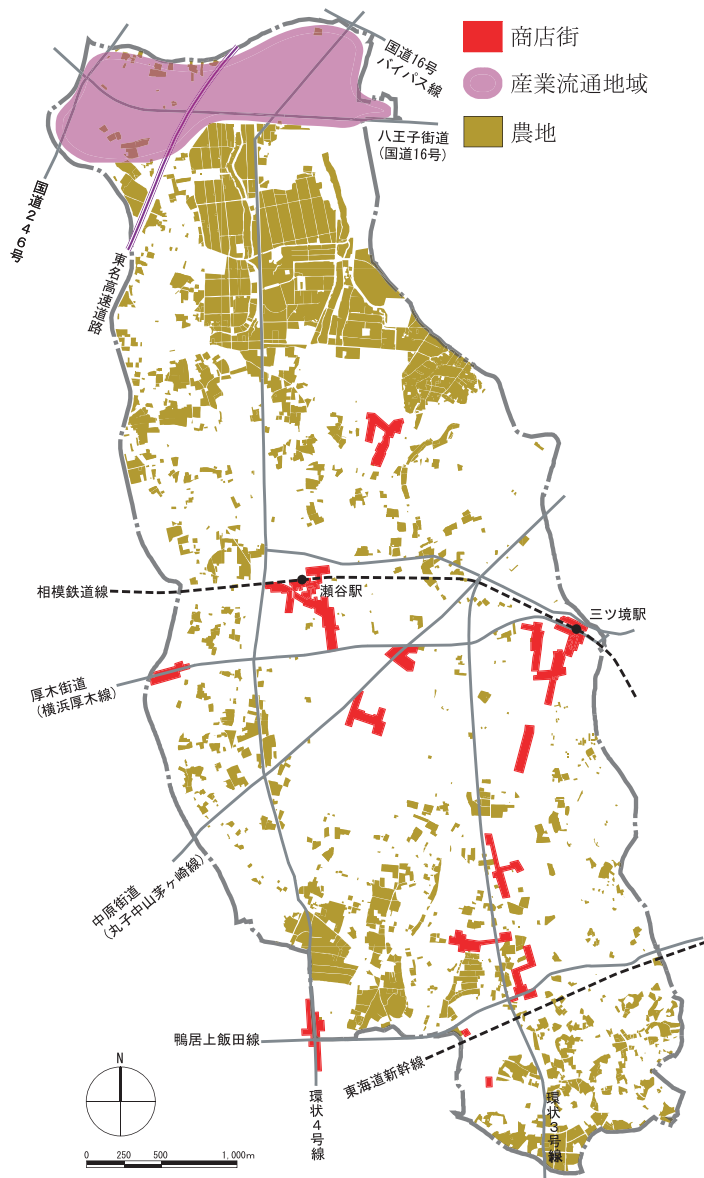 商店街
産業流通地域
農地
国道16号
バイパス線
八王子街道
(国道16号)
国道246号
東名高速道路
相模鉄道線
瀬谷駅
三ツ境駅
厚木街道
(横浜厚木線)
中原街道
(丸子中山茅ヶ崎線)
鴨居上飯田線
東海道新幹線
環状4号線
環状3号線
N
0 250 500 1,000m